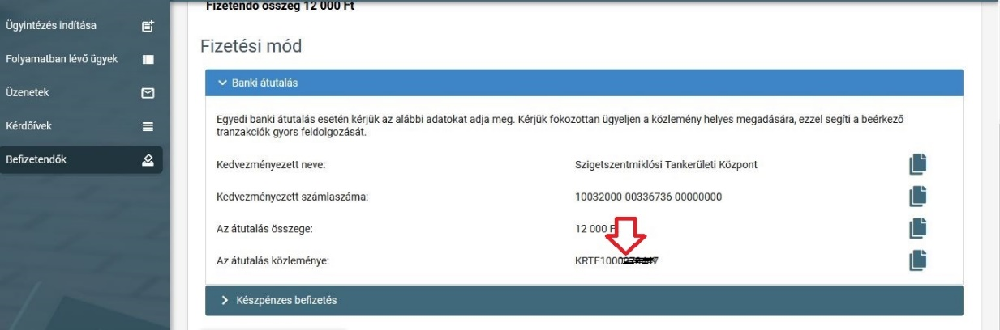 Fizetendő összeg 12 000 Ft
Ügyintézés indítása
Folyamatban lévő ügyek
Üzenetek
Kérdőívek
Befizetendők
Fizetési mód
Banki átutalás
Egyedi banki átutalás esetén kérjük az alábbi adatokat adja meg. Kérjük fokozottan ügyeljen a közlemény helyes megadására, ezzel segíti a beérkező
tranzakciók gyors feldolgozását.
Kedvezményezett neve: Szigetszentmiklósi Tankerületi Központ
Kedvezményezett számlaszáma: 10032000-00336736-00000000
Az átutalás összege: 12 000 F
Az átutalás közleménye:
Készpénzes befizetés